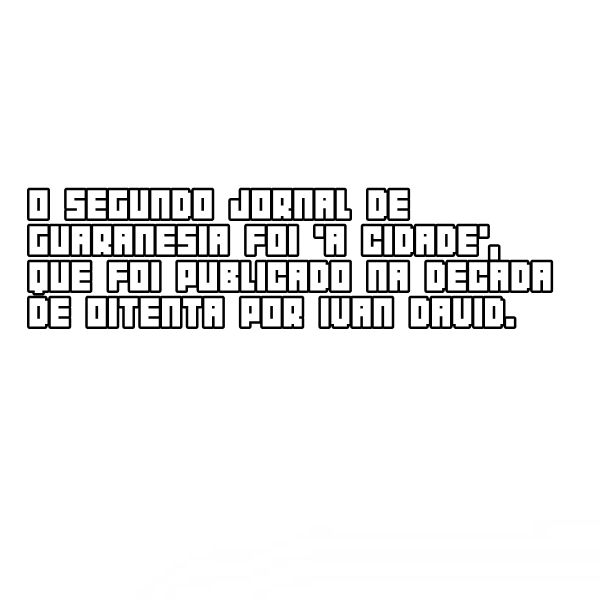 O SEGUNDO JORNAL DE
GUARANESIA FOI 'A CIDADE',
QUE FOI PUBLICADO NA DECADA
DE OITENTA POR IVAN DAVID.